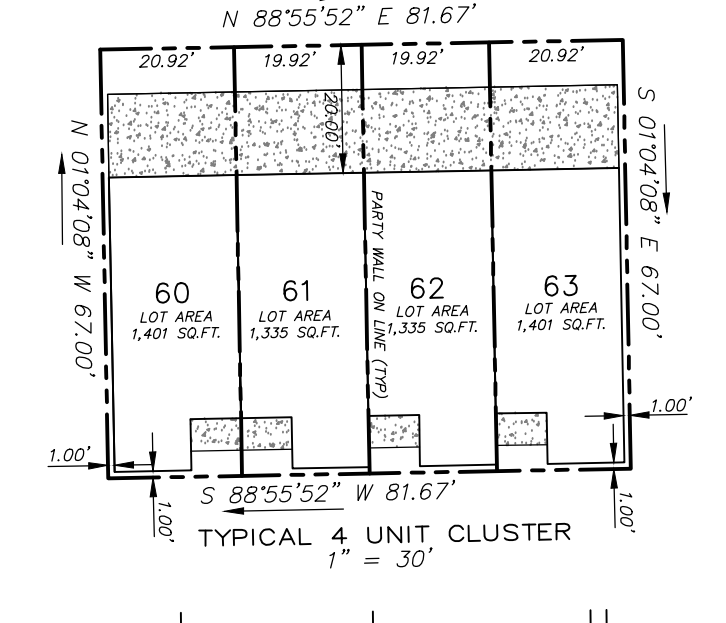 N 88°55'52" E 81.67'
20.92' 19.92' 19.92' 20.92'
20.00'
N 01°04'08" W 67.00'
S 01°04'08" E 67.00'
PARTY WALL ON LINE (TYP)
60
LOT AREA
1,401 SQ.FT.
61
LOT AREA
1,335 SQ.FT.
62
LOT AREA
1,335 SQ.FT.
63
LOT AREA
1,401 SQ.FT.
1.00'
1.00'
1.00'
1.00'
S 88°55'52" W 81.67'
TYPICAL 4 UNIT CLUSTER
1" = 30'